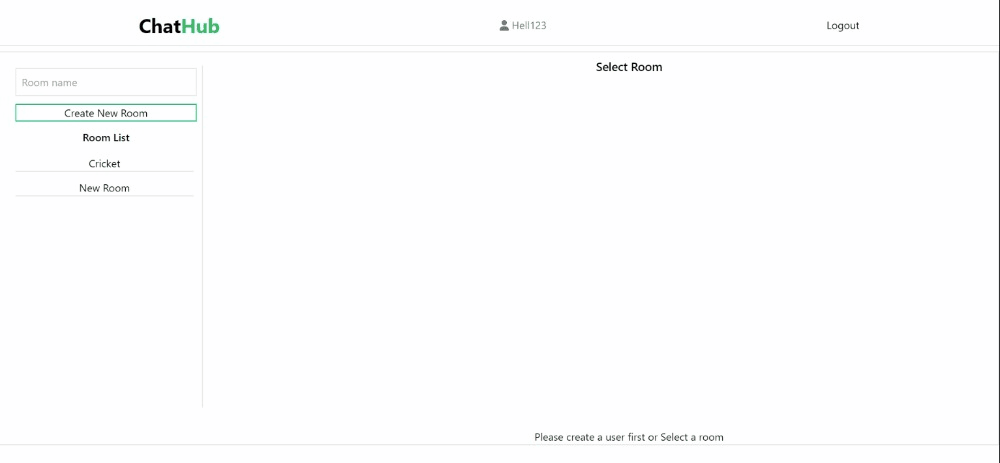 ChatHub
Hell123
Logout
Room name
Create New Room
Room List
Cricket
New Room
Select Room
Please create a user first or Select a room